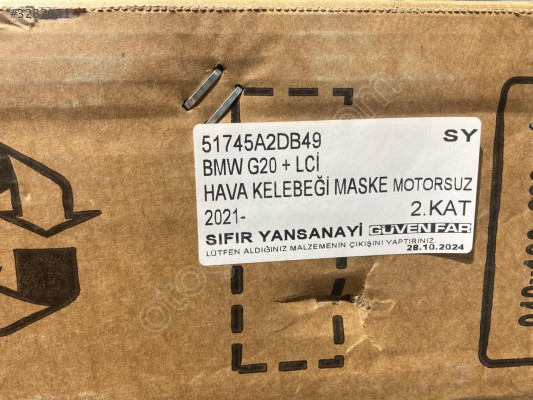 51745A2DB49 SY
BMW G20 + LCİ
HAVA KELEBEĞİ MASKE MOTORSUZ
2021- 2.KAT
SIFIR YANSANAYİ GÜVEN FAR
LÜTFEN ALDIĞINIZ MALZEMENİN ÇIKIŞINI YAPTIRINIZ.
28.10.2024